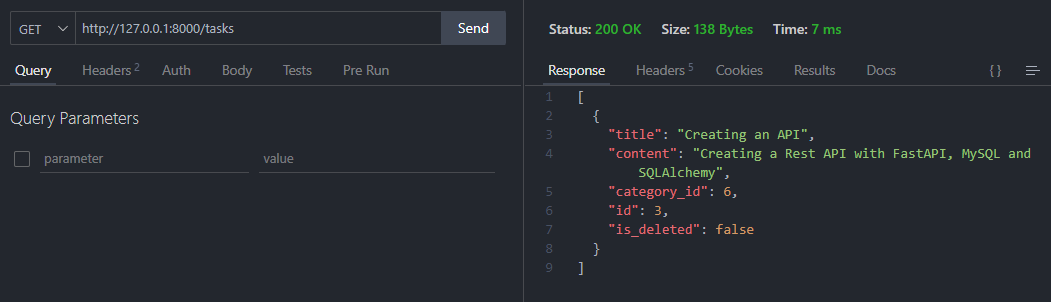 GET http://127.0.0.1:8000/tasks Send
Query Headers 2 Auth Body Tests Pre Run
Query Parameters
parameter value
Status: 200 OK Size: 138 Bytes Time: 7 ms
Response Headers 5 Cookies Results Docs { }
1 [
2 {
3 "title": "Creating an API",
4 "content": "Creating a Rest API with FastAPI, MySQL and
SQLAlchemy",
5 "category_id": 6,
6 "id": 3,
7 "is_deleted": false
8 }
9 ]